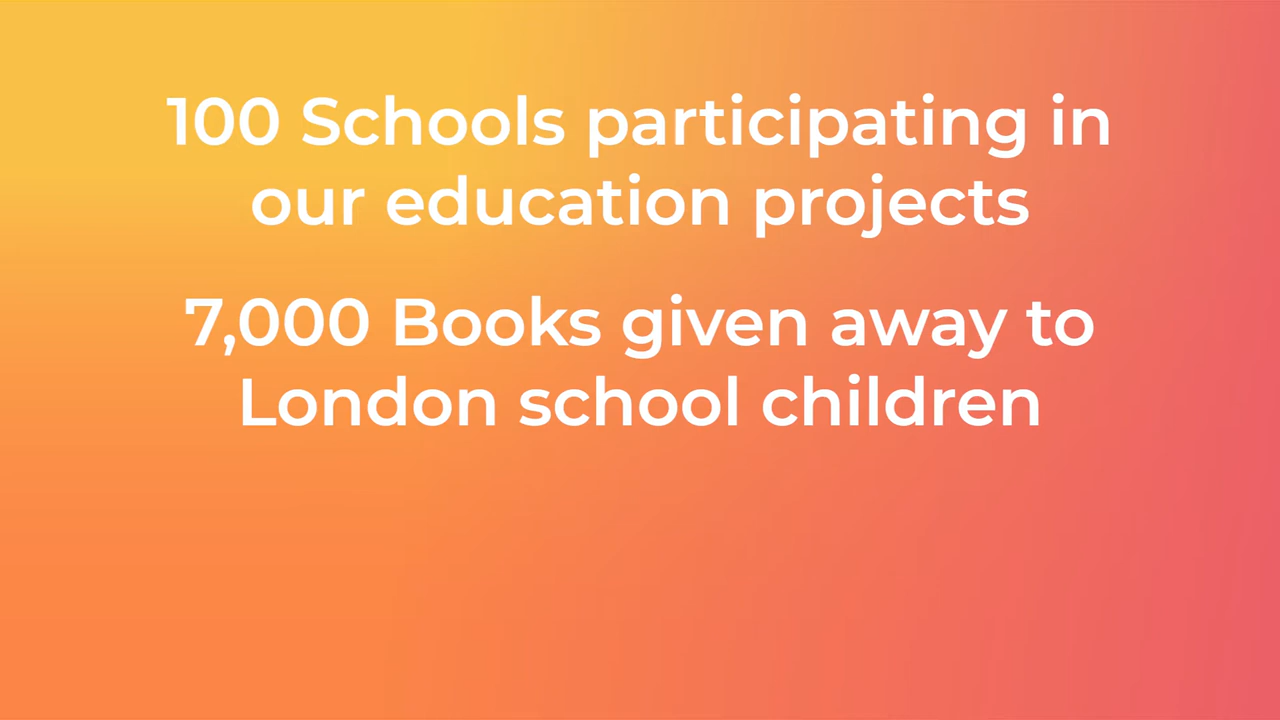 100 Schools participating in
our education projects
7,000 Books given away to
London school children